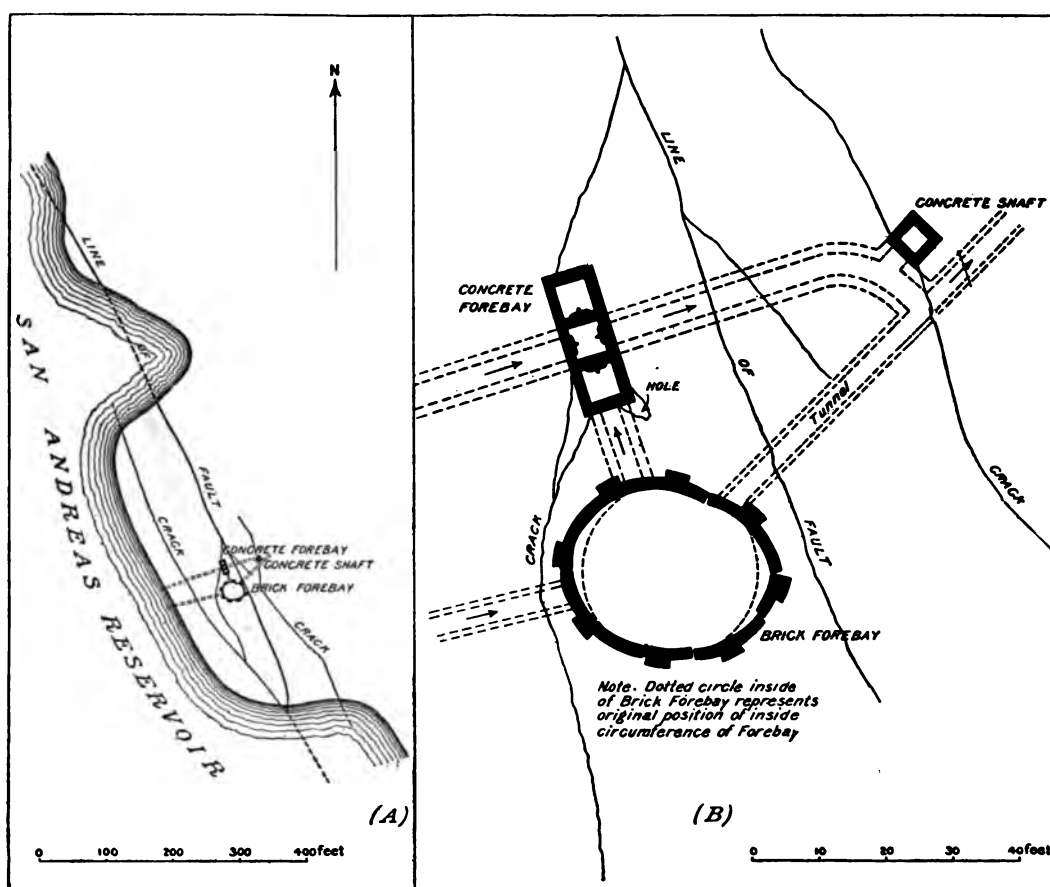 N
LINE
OF
FAULT
SAN ANDREAS RESERVOIR
CRACK
CONCRETE FOREBAY
CONCRETE SHAFT
BRICK FOREBAY
CRACK
(A)
0 100 200 300 400 feet
LINE
OF
FAULT
CONCRETE SHAFT
CONCRETE
FOREBAY
HOLE
Tunnel
CRACK
CRACK
BRICK FOREBAY
Note. Dotted circle inside
of Brick Forebay represents
original position of inside
circumference of Forebay
(B)
0 10 20 30 40 feet